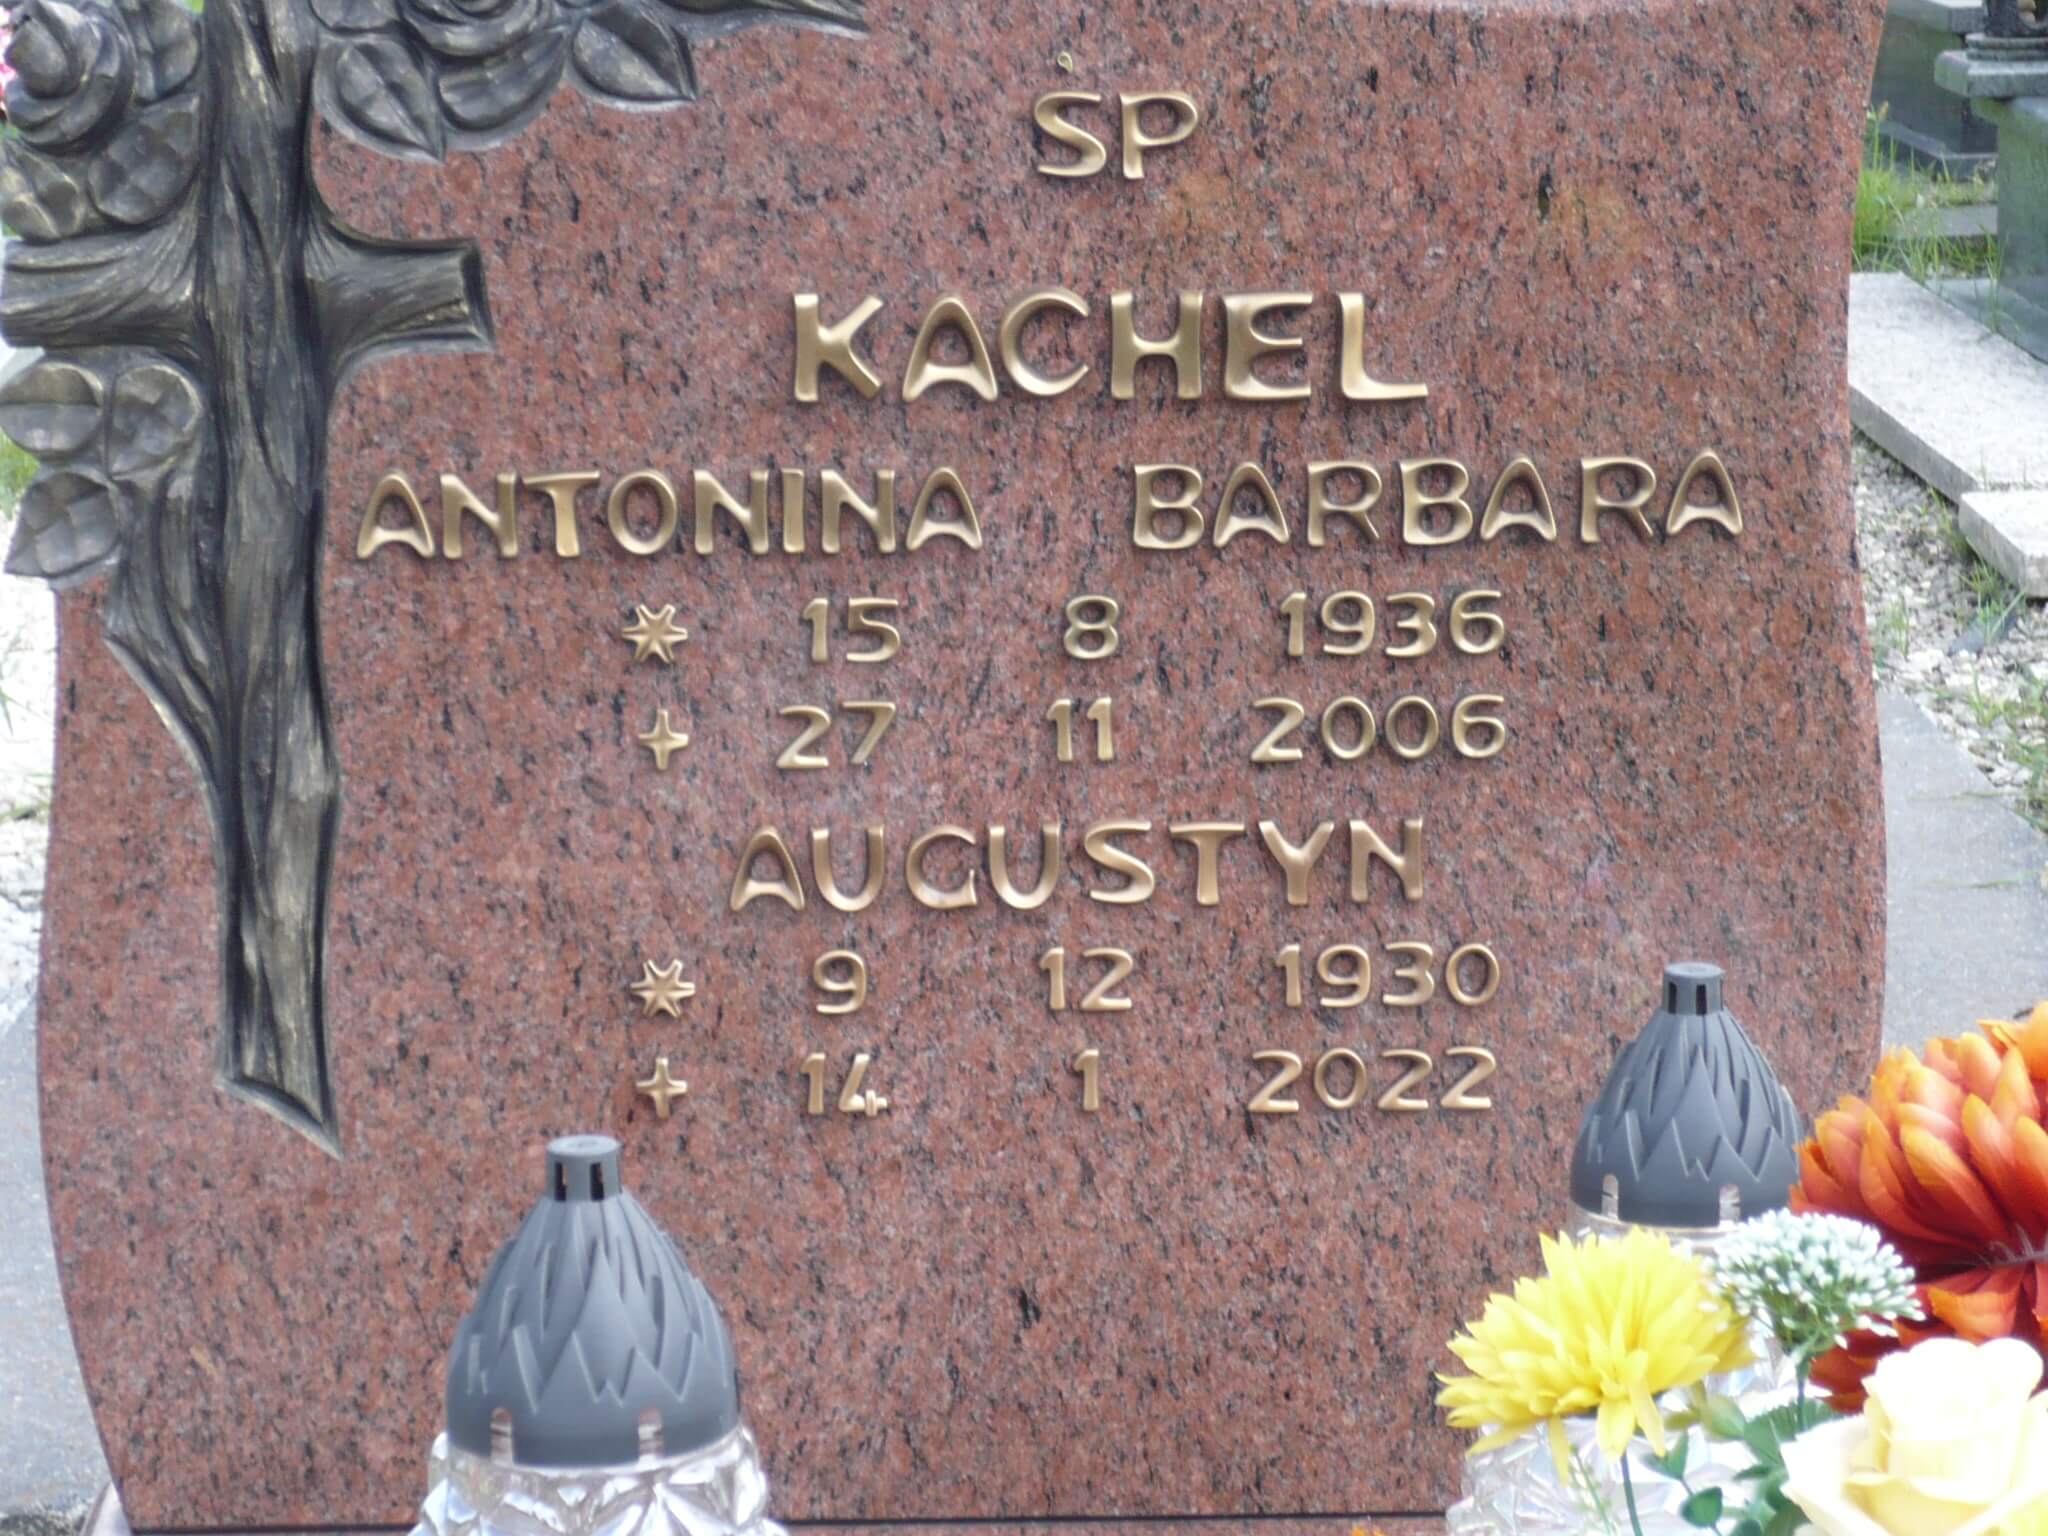 ŚP
KACHEL
ANTONINA BARBARA
* 15 8 1936
+ 27 11 2006
AUGUSTYN
* 9 12 1930
+ 14 1 2022